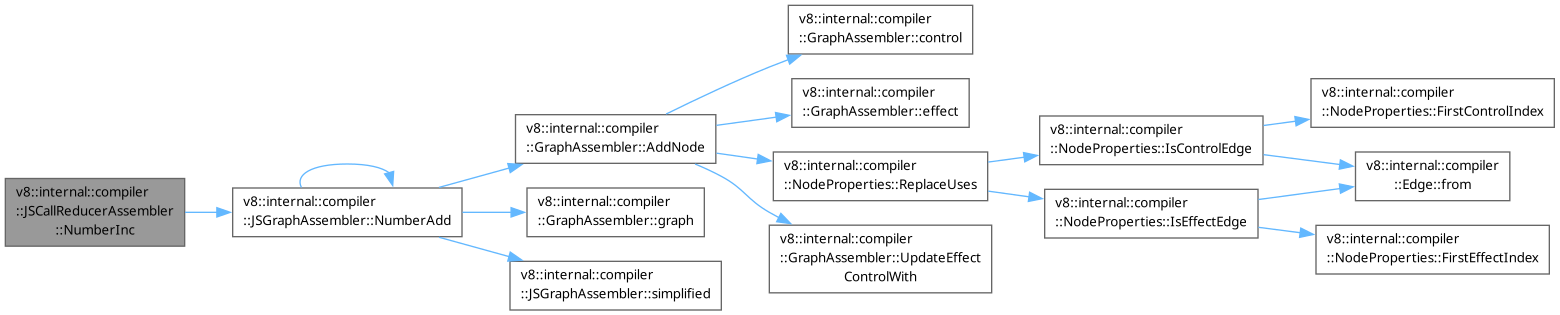 v8::internal::compiler
::JSCallReducerAssembler
::NumberInc
v8::internal::compiler
::JSGraphAssembler::NumberAdd
v8::internal::compiler
::GraphAssembler::AddNode
v8::internal::compiler
::GraphAssembler::graph
v8::internal::compiler
::JSGraphAssembler::simplified
v8::internal::compiler
::GraphAssembler::control
v8::internal::compiler
::GraphAssembler::effect
v8::internal::compiler
::NodeProperties::ReplaceUses
v8::internal::compiler
::GraphAssembler::UpdateEffect
ControlWith
v8::internal::compiler
::NodeProperties::IsControlEdge
v8::internal::compiler
::NodeProperties::IsEffectEdge
v8::internal::compiler
::NodeProperties::FirstControlIndex
v8::internal::compiler
::Edge::from
v8::internal::compiler
::NodeProperties::FirstEffectIndex